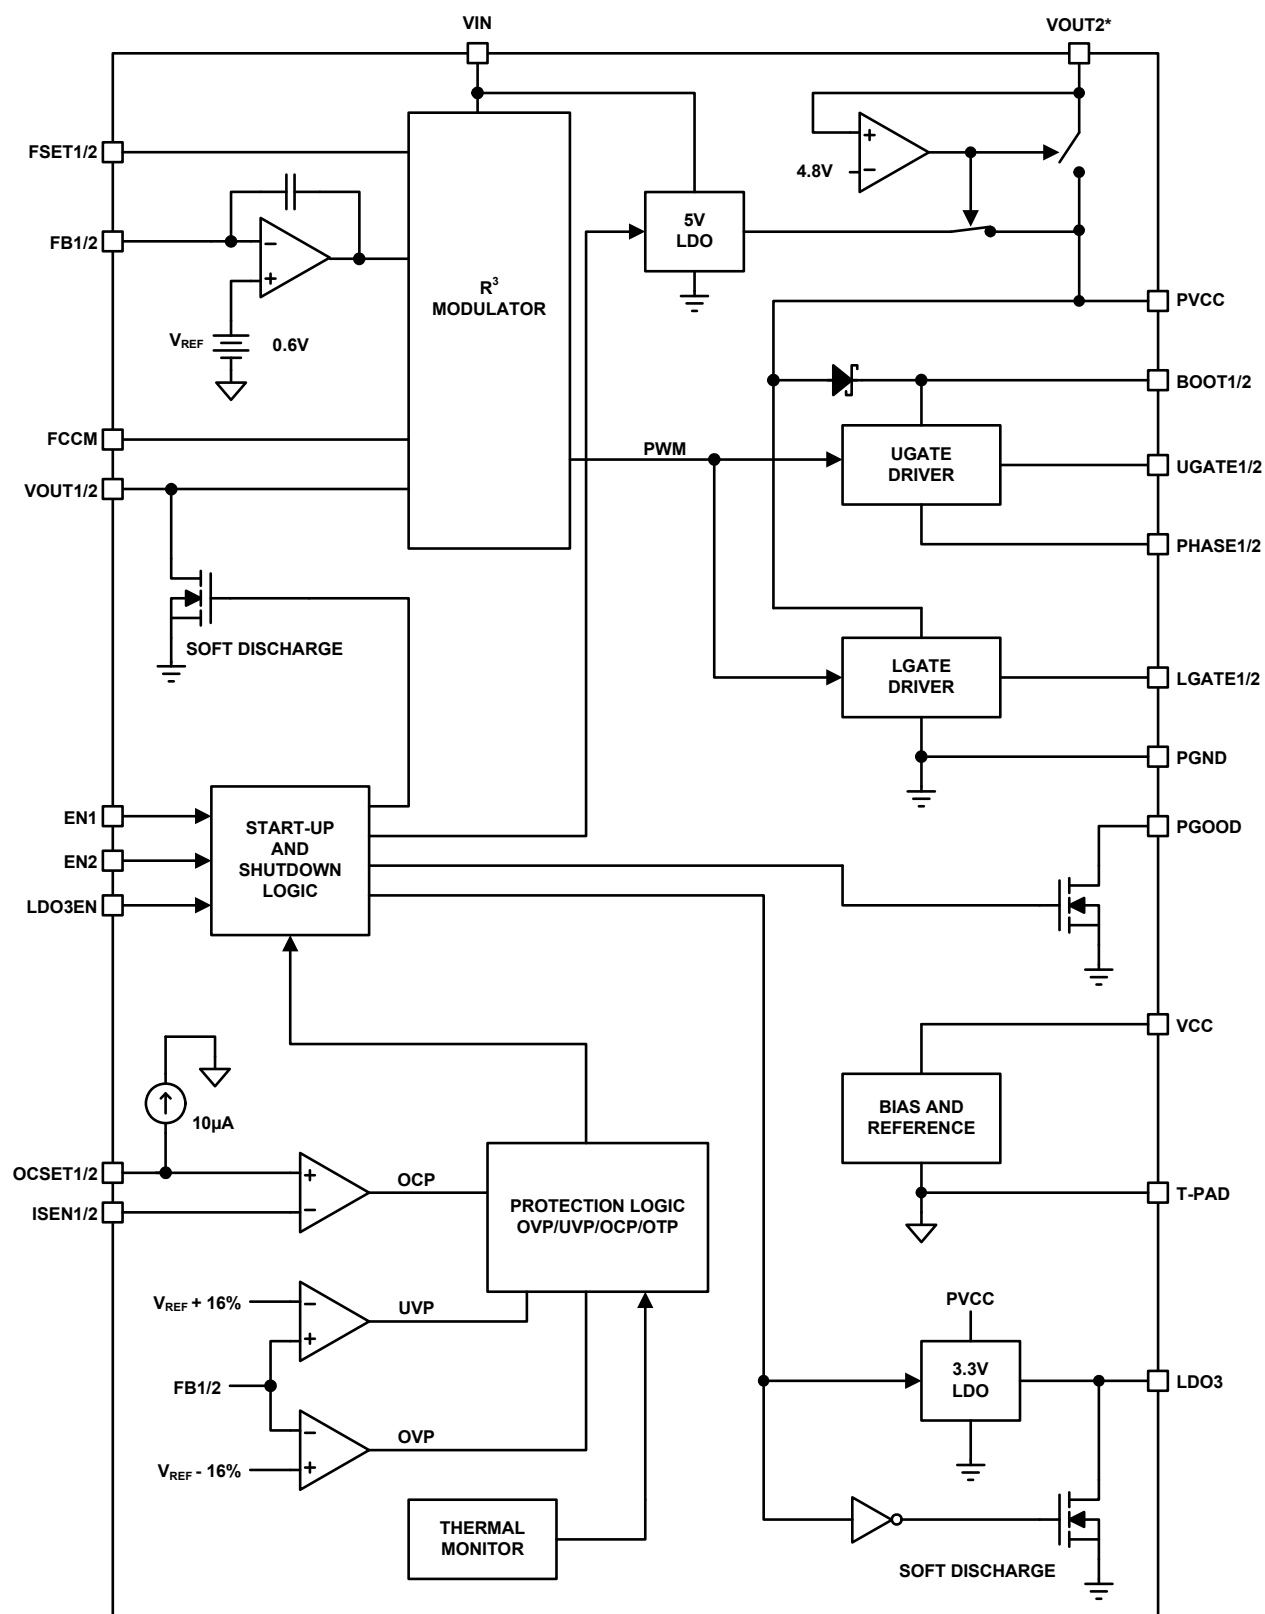 VIN
VOUT2*
FSET1/2
4.8V
+
−
FB1/2
−
+
5V
LDO
R³
MODULATOR
PVCC
VREF
0.6V
BOOT1/2
FCCM
PWM
UGATE
DRIVER
UGATE1/2
VOUT1/2
PHASE1/2
SOFT DISCHARGE
LGATE
DRIVER
LGATE1/2
PGND
EN1
START-UP
AND
SHUTDOWN
LOGIC
PGOOD
EN2
LDO3EN
VCC
10µA
BIAS AND
REFERENCE
OCSET1/2
+
−
OCP
ISEN1/2
PROTECTION LOGIC
OVP/UVP/OCP/OTP
T-PAD
VREF + 16%
−
+
UVP
PVCC
FB1/2
3.3V
LDO
LDO3
−
+
OVP
VREF - 16%
THERMAL
MONITOR
SOFT DISCHARGE